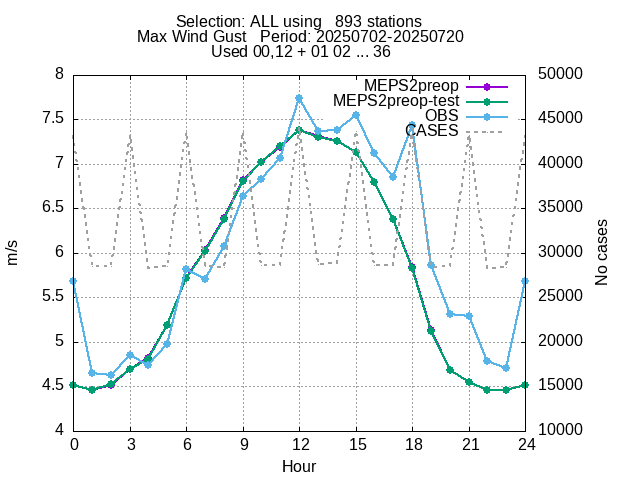 Selection: ALL using   893 stations
Max Wind Gust   Period: 20250702-20250720
Used 00,12 + 01 02 ... 36
8 50000
7.5 45000
7 40000
6.5 35000
6 30000
5.5 25000
5 20000
4.5 15000
4 10000
MEPS2preop
MEPS2preop-test
OBS
CASES
m/s
No cases
0 3 6 9 12 15 18 21 24
Hour